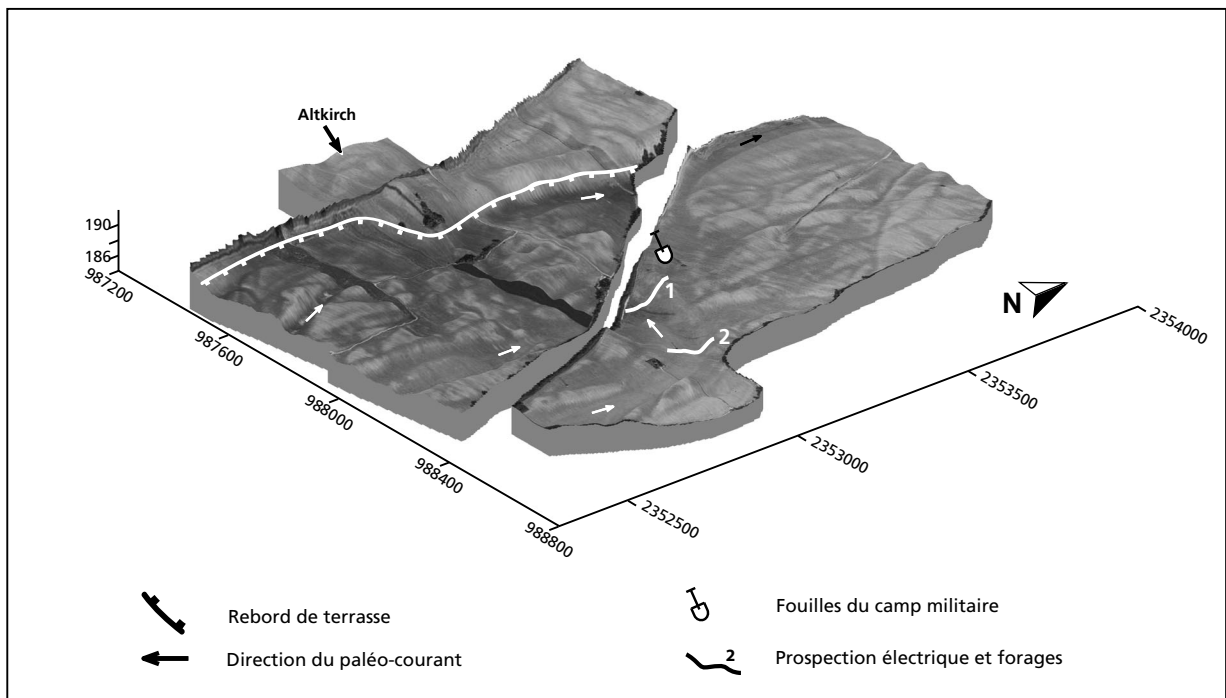 Altkirch
190
186
987200
987600
988000
988400
988800
2352500
2353000
2353500
2354000
N
1
2
Rebord de terrasse
Direction du paléo-courant
Fouilles du camp militaire
2
Prospection électrique et forages